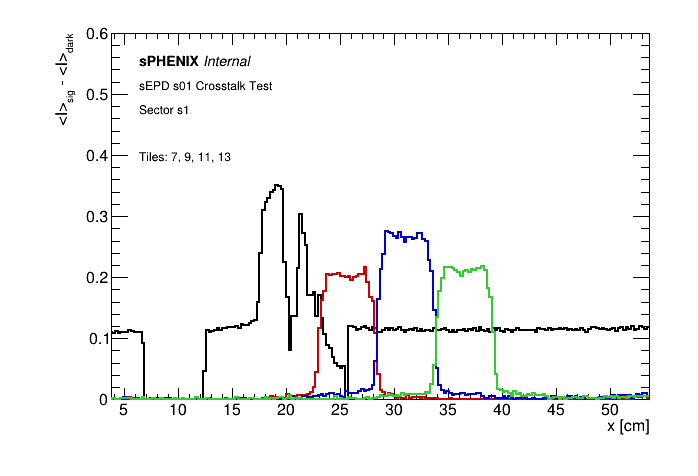 sPHENIX Internal
sEPD s01 Crosstalk Test
Sector s1
Tiles: 7, 9, 11, 13
<I>sig - <I>dark
0.6
0.5
0.4
0.3
0.2
0.1
0
5 10 15 20 25 30 35 40 45 50
x [cm]